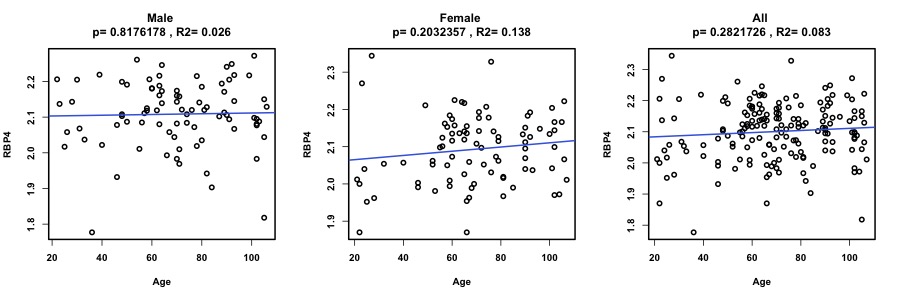 Male
p= 0.8176178 , R2= 0.026
RBP4
2.2
2.1
2.0
1.9
1.8
20 40 60 80 100
Age
Female
p= 0.2032357 , R2= 0.138
RBP4
2.3
2.2
2.1
2.0
1.9
20 40 60 80 100
Age
All
p= 0.2821726 , R2= 0.083
RBP4
2.3
2.2
2.1
2.0
1.9
1.8
20 40 60 80 100
Age